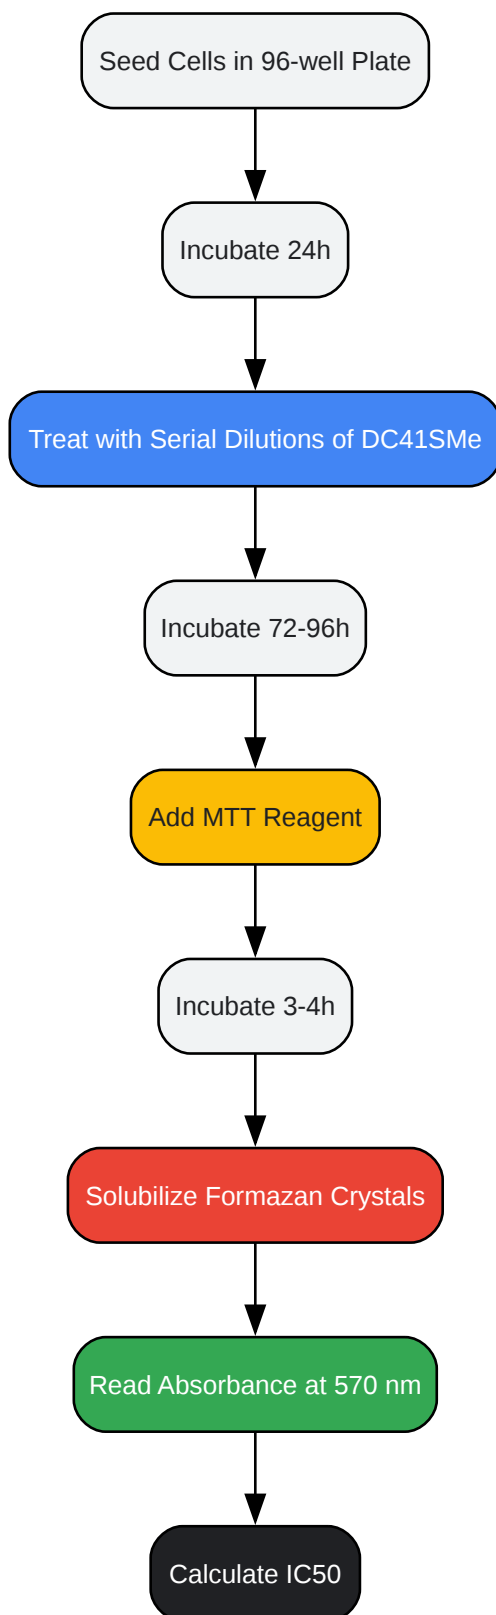 Seed Cells in 96-well Plate
Incubate 24h
Treat with Serial Dilutions of DC41SMe
Incubate 72-96h
Add MTT Reagent
Incubate 3-4h
Solubilize Formazan Crystals
Read Absorbance at 570 nm
Calculate IC50